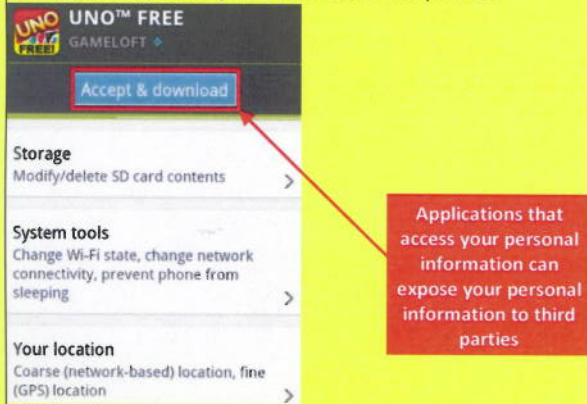 UNO™ FREE
UNO
FREE!
GAMELOFT
Accept & download
Storage
Modify/delete SD card contents
System tools
Change Wi-Fi state, change network
connectivity, prevent phone from
sleeping
Your location
Coarse (network-based) location, fine
(GPS) location
Applications that
access your personal
information can
expose your personal
information to third
parties